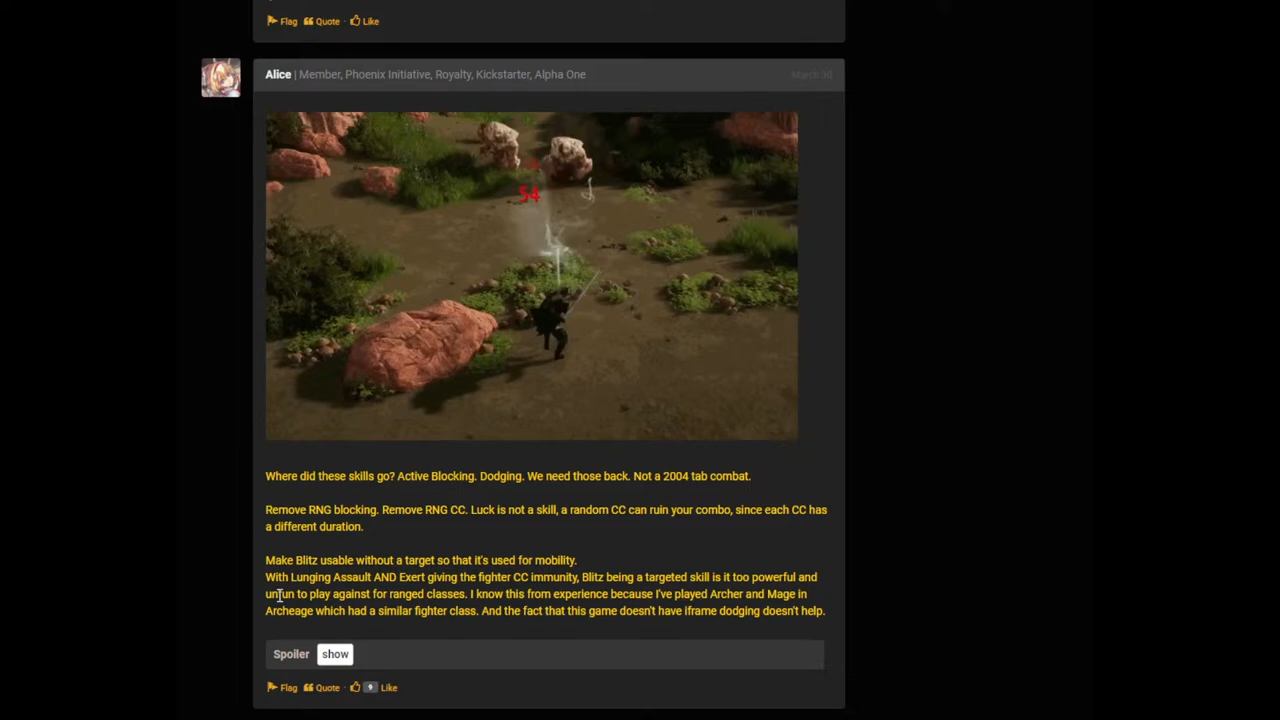 Flag Quote · Like
Alice | Member, Phoenix Initiative, Royalty, Kickstarter, Alpha One
March 30
54
Where did these skills go? Active Blocking. Dodging. We need those back. Not a 2004 tab combat.
Remove RNG blocking. Remove RNG CC. Luck is not a skill, a random CC can ruin your combo, since each CC has
a different duration.
Make Blitz usable without a target so that it's used for mobility.
With Lunging Assault AND Exert giving the fighter CC immunity, Blitz being a targeted skill is it too powerful and
unfun to play against for ranged classes. I know this from experience because I've played Archer and Mage in
Archeage which had a similar fighter class. And the fact that this game doesn't have iframe dodging doesn't help.
Spoiler show
Flag Quote · 9 Like